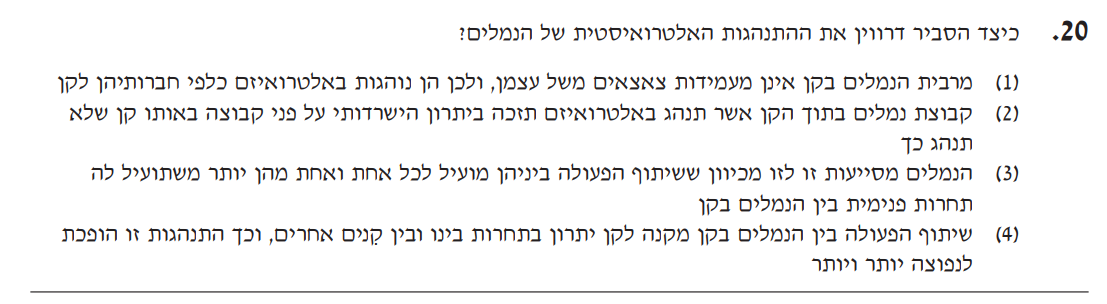 20. כיצד הסביר דרווין את ההתנהגות האלטרואיסטית של הנמלים?
(1) מרבית הנמלים בקן אינן מעמידות צאצאים משל עצמן, ולכן הן נוהגות באלטרואיזם כלפי חברותיהן לקן
(2) קבוצת נמלים בתוך הקן אשר תנהג באלטרואיזם תזכה ביתרון הישרדותי על פני קבוצה באותו קן שלא
תנהג כך
(3) הנמלים מסייעות זו לזו מכיוון ששיתוף הפעולה ביניהן מועיל לכל אחת ואחת מהן יותר משתועיל לה
תחרות פנימית בין הנמלים בקן
(4) שיתוף הפעולה בין הנמלים בקן מקנה לקן יתרון בתחרות בינו ובין קִנים אחרים, וכך התנהגות זו הופכת
לנפוצה יותר ויותר